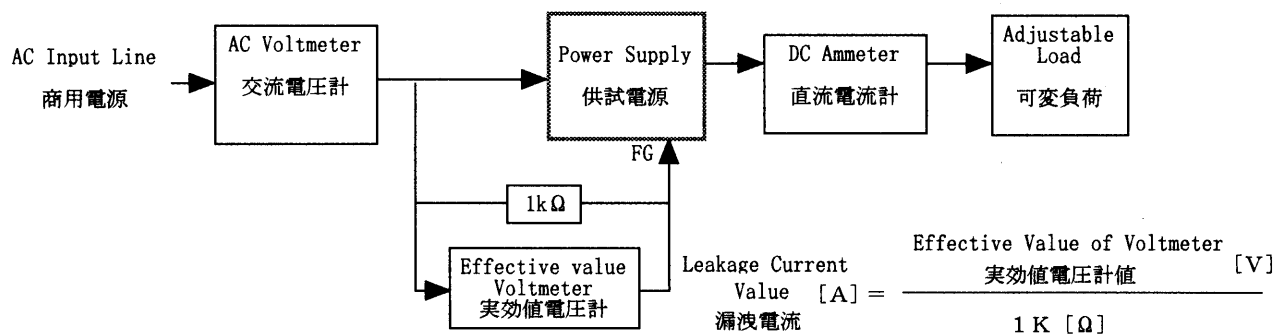 AC Input Line
商用電源
AC Voltmeter
交流電圧計
Power Supply
供試電源
DC Ammeter
直流電流計
Adjustable
Load
可変負荷
FG
1kΩ
Effective value
Voltmeter
実効値電圧計
Leakage Current
Value [A] =
漏洩電流
Effective Value of Voltmeter
実効値電圧計値 [V]
1K [Ω]